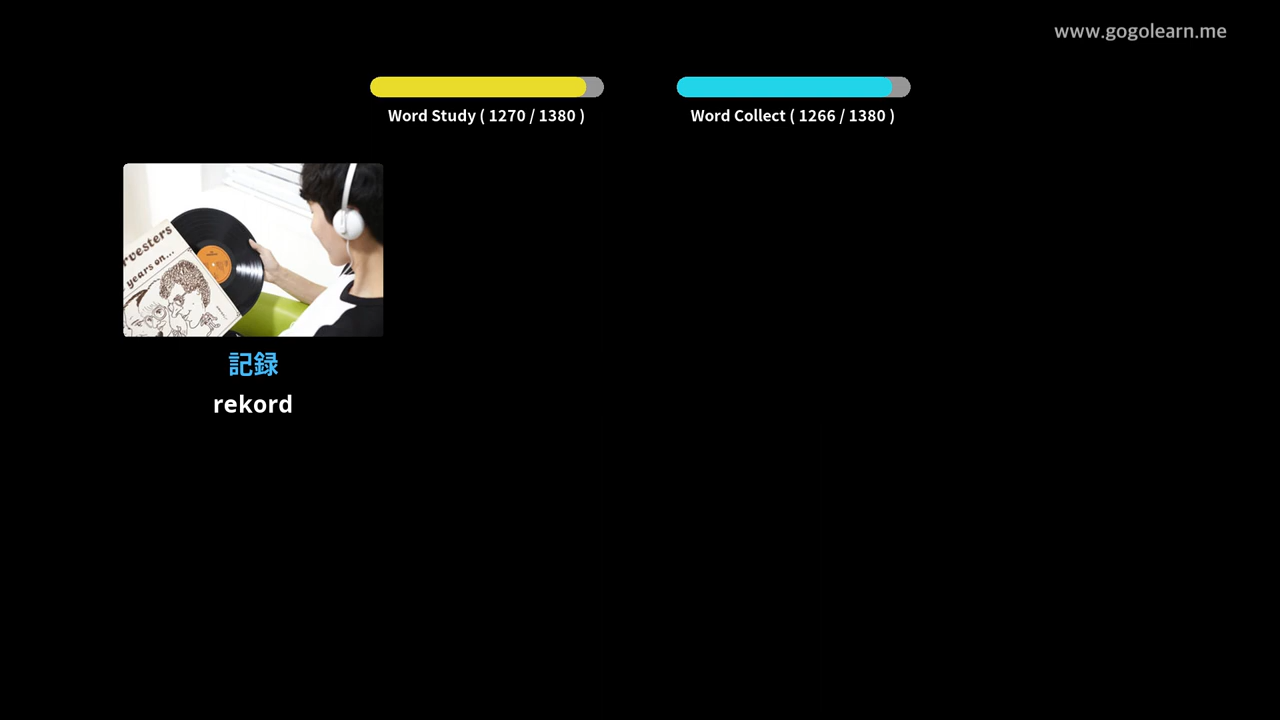 www.gogolearn.me
Word Study ( 1270 / 1380 )
Word Collect ( 1266 / 1380 )
rvesters
years on...
記録
rekord